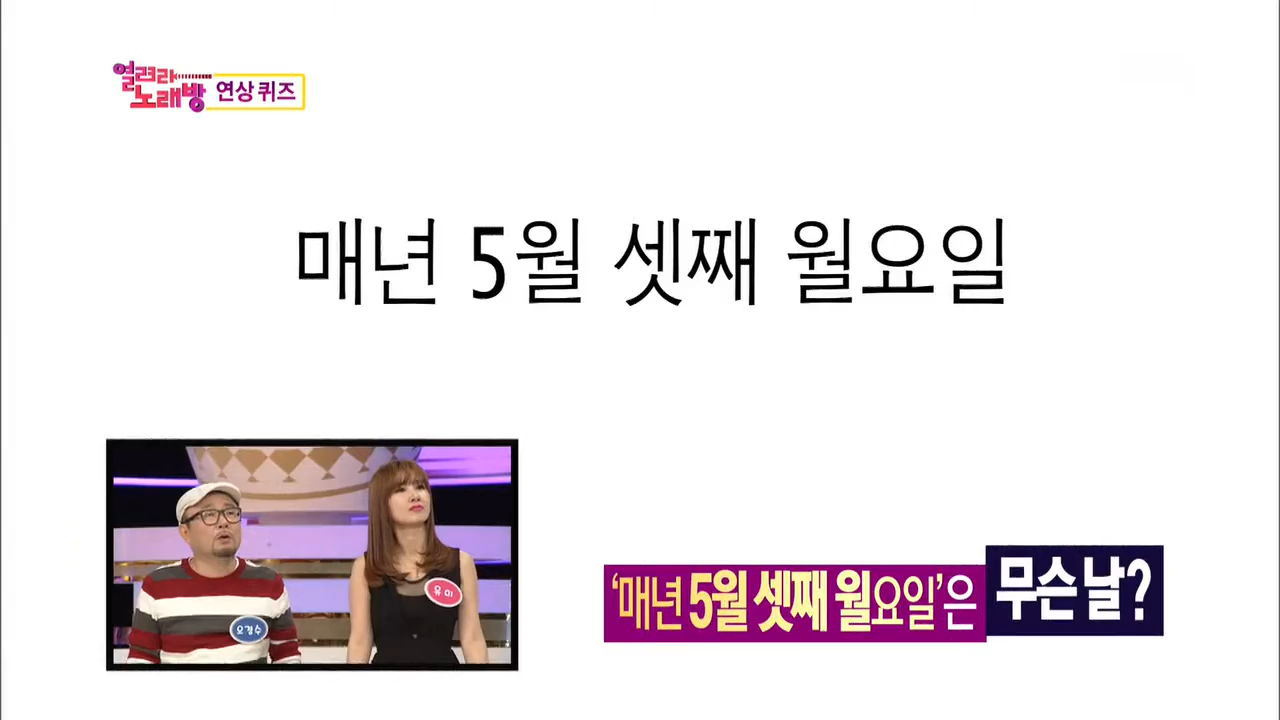 열려라
노래방 연상 퀴즈
매년 5월 셋째 월요일
오경수
유미
‘매년 5월 셋째 월요일’은 무슨 날?